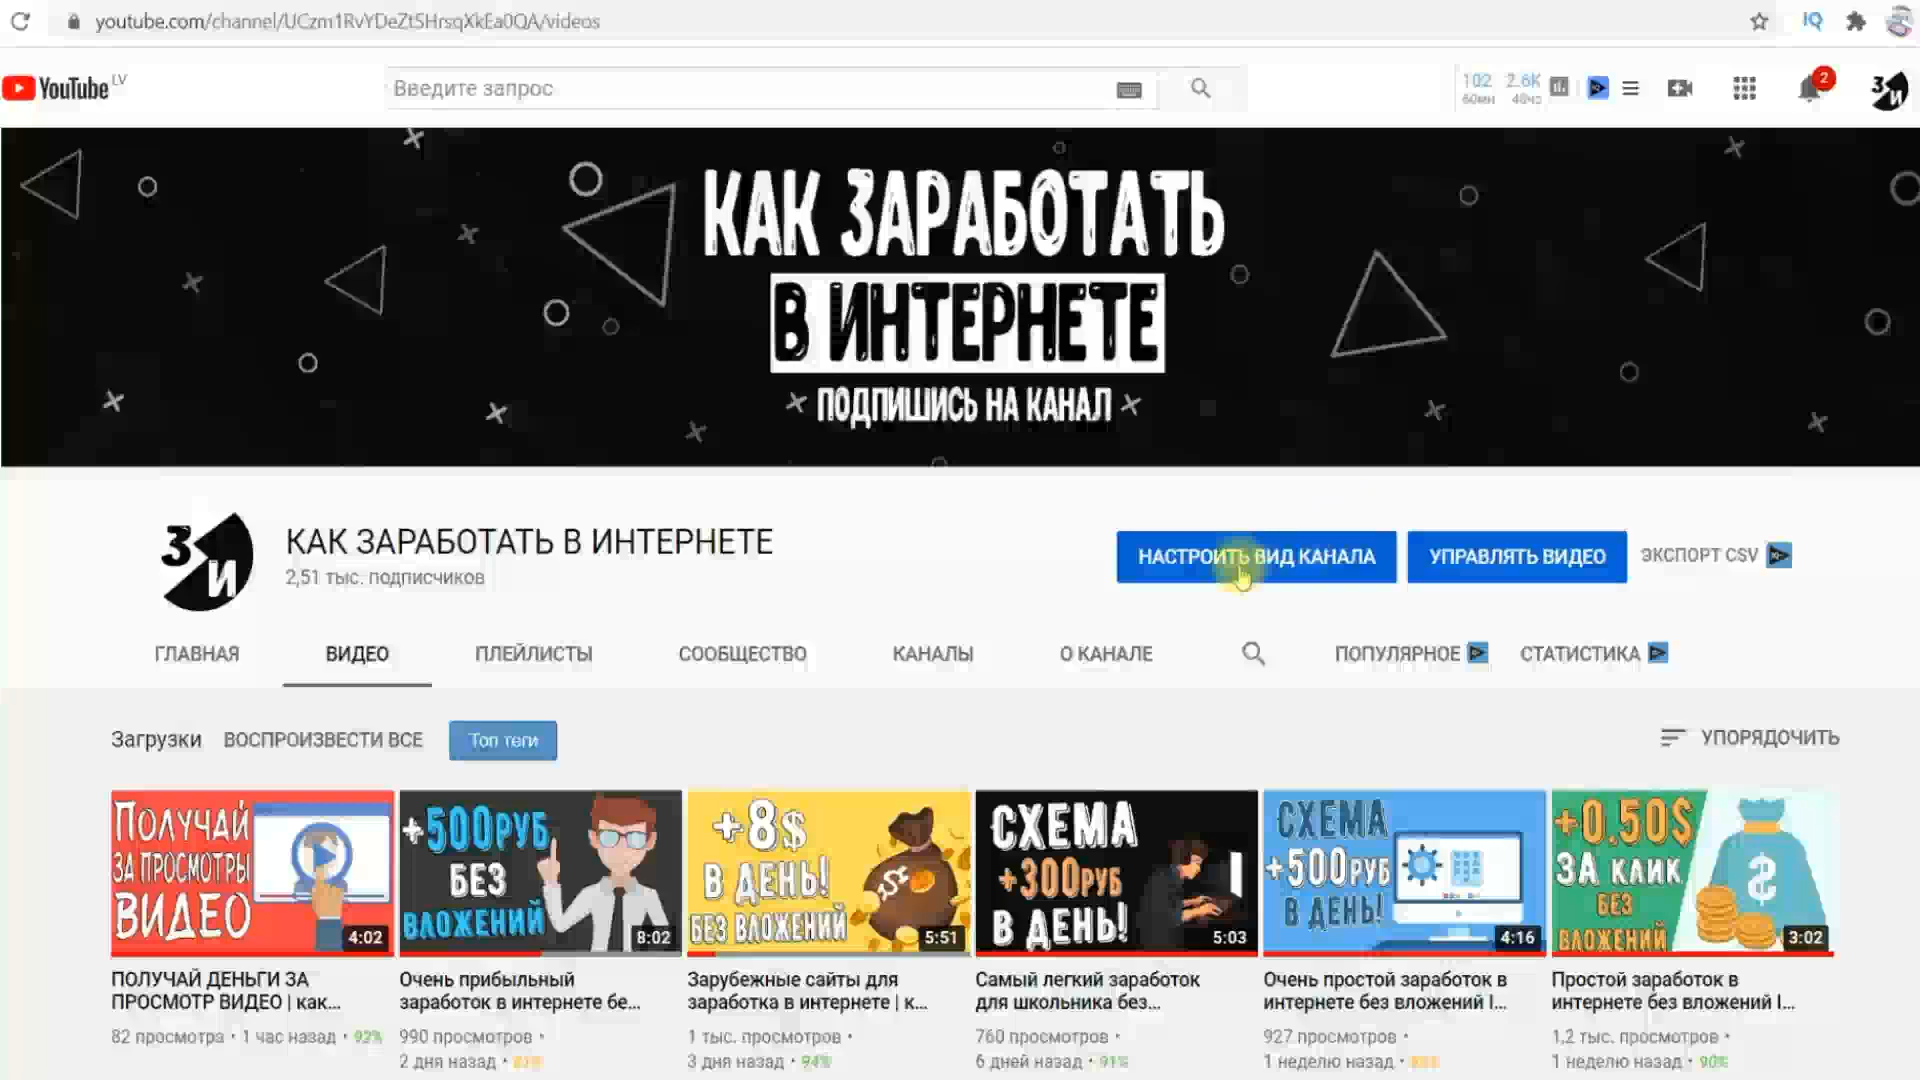 youtube.com/channel/UCzm1RvYDeZtSHrsqXkEa0QA/videos
IQ
YouTube LV
Введите запрос
102 2.6K
60мн 48чс
2
ЗИ
КАК ЗАРАБОТАТЬ
В ИНТЕРНЕТЕ
ПОДПИШИСЬ НА КАНАЛ
ЗИ
КАК ЗАРАБОТАТЬ В ИНТЕРНЕТЕ
2,51 тыс. подписчиков
НАСТРОИТЬ ВИД КАНАЛА
УПРАВЛЯТЬ ВИДЕО
ЭКСПОРТ CSV
ГЛАВНАЯ ВИДЕО ПЛЕЙЛИСТЫ СООБЩЕСТВО КАНАЛЫ О КАНАЛЕ ПОПУЛЯРНОЕ СТАТИСТИКА
Загрузки ВОСПРОИЗВЕСТИ ВСЕ Топ теги УПОРЯДОЧИТЬ
ПОЛУЧАЙ
ЗА ПРОСМОТРЫ
ВИДЕО
4:02
ПОЛУЧАЙ ДЕНЬГИ ЗА
ПРОСМОТР ВИДЕО | как...
82 просмотра • 1 час назад • 92%
+500РУБ
БЕЗ
ВЛОЖЕНИЙ
8:02
Очень прибыльный
заработок в интернете бе...
990 просмотров •
2 дня назад •
+8$
В ДЕНЬ!
БЕЗ ВЛОЖЕНИЙ
5:51
Зарубежные сайты для
заработка в интернете | к...
1 тыс. просмотров •
3 дня назад • 94%
СХЕМА
+300РУБ
В ДЕНЬ!
5:03
Самый легкий заработок
для школьника без...
760 просмотров •
6 дней назад • 91%
СХЕМА
+500РУБ
В ДЕНЬ!
4:16
Очень простой заработок в
интернете без вложений I...
927 просмотров •
1 неделю назад •
+0.50$
ЗА КЛИК
БЕЗ
ВЛОЖЕНИЙ
3:02
Простой заработок в
интернете без вложений I...
1,2 тыс. просмотров •
1 неделю назад • 90%